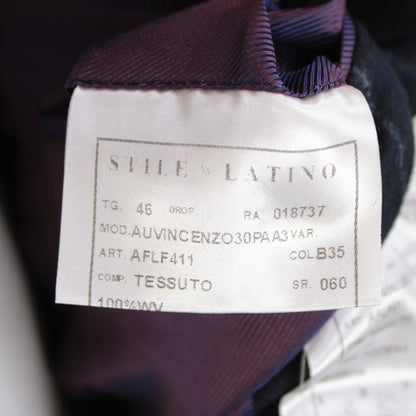 STILE LATINO
TG. 46 DROP RA 018737
MOD. AUVINCENZO30PAA3 VAR.
ART. AFLF411 COL. B35
COMP. TESSUTO SR. 060
100%WV